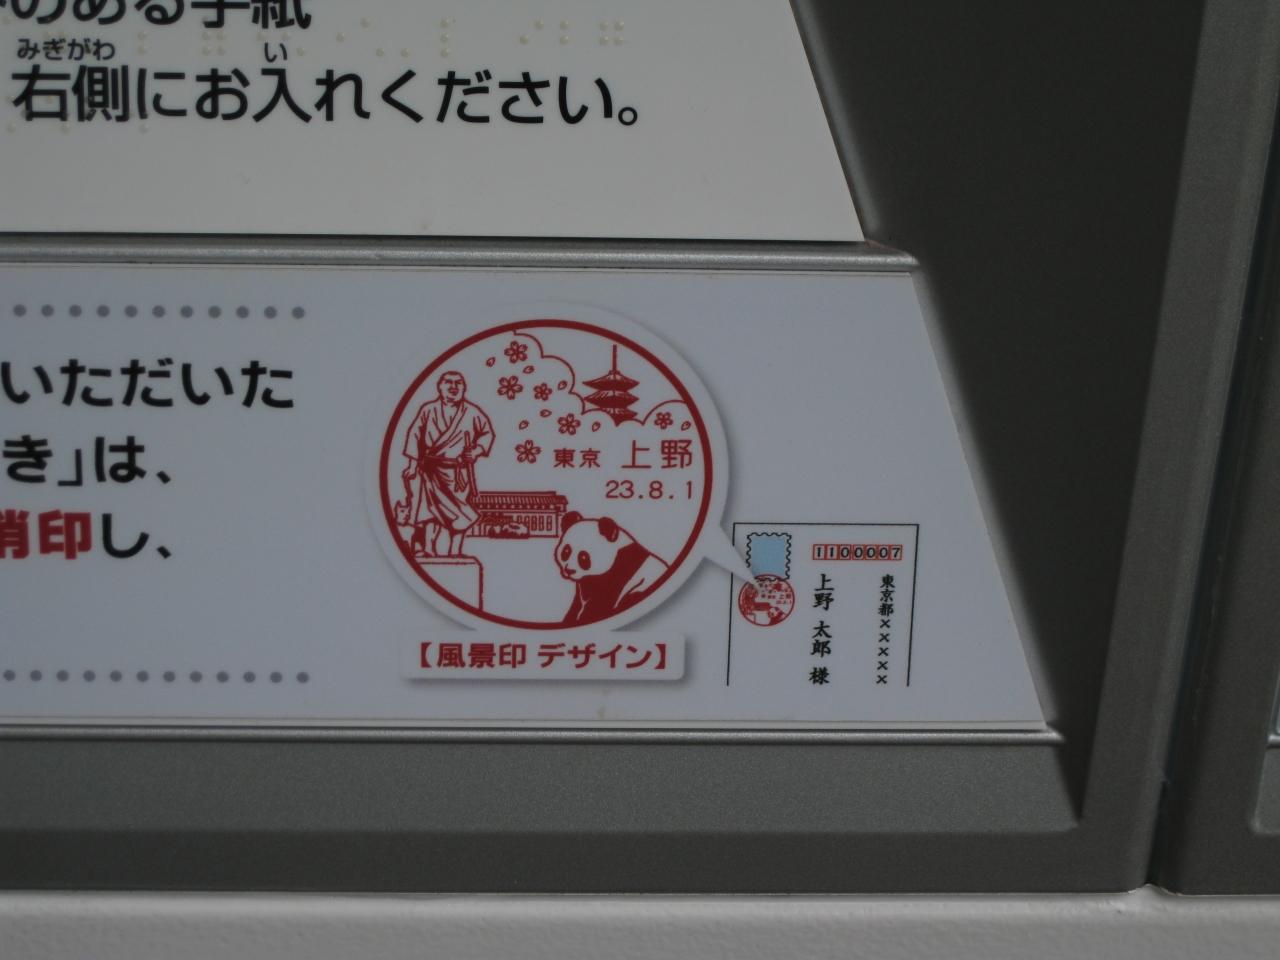 のある手紙
みぎがわ い
右側にお入れください。
いただいた
き」は、
消印し、
東京 上野
23.8.1
【風景印 デザイン】
1100007
東京都×××××
上野 太郎 様